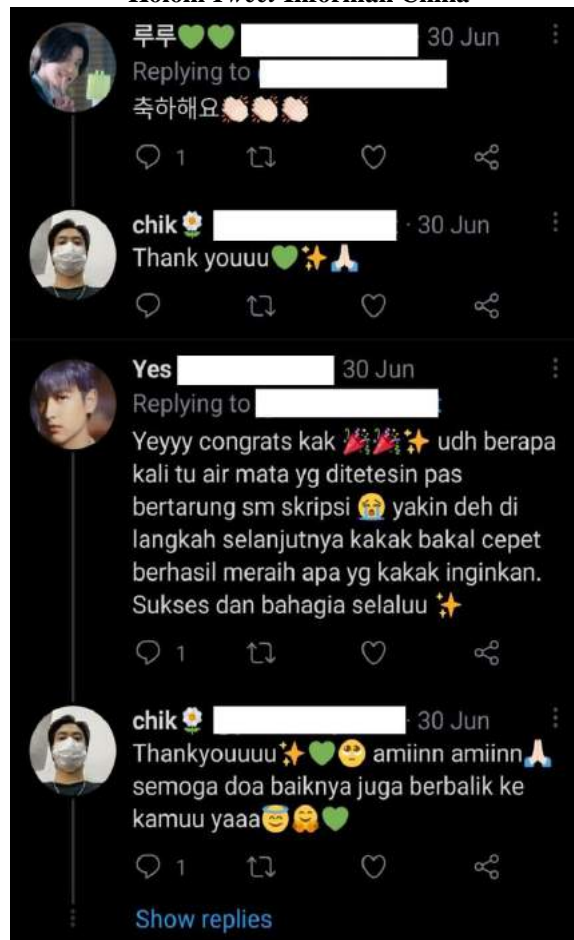 Kolom Tweet Informan China
루루💚💚 30 Jun
Replying to
축하해요👏🏻👏🏻👏🏻
1
chik🌼 · 30 Jun
Thank youuu💚✨🙏🏻
Yes 30 Jun
Replying to
Yeyyy congrats kak 🎉🎉✨ udh berapa
kali tu air mata yg ditetesin pas
bertarung sm skripsi 😭 yakin deh di
langkah selanjutnya kakak bakal cepet
berhasil meraih apa yg kakak inginkan.
Sukses dan bahagia selaluu ✨
1
chik🌼 · 30 Jun
Thankyouuuu✨💚🥺 amiinn amiinn🙏🏻
semoga doa baiknya juga berbalik ke
kamuu yaaa😇🤗💚
1
Show replies